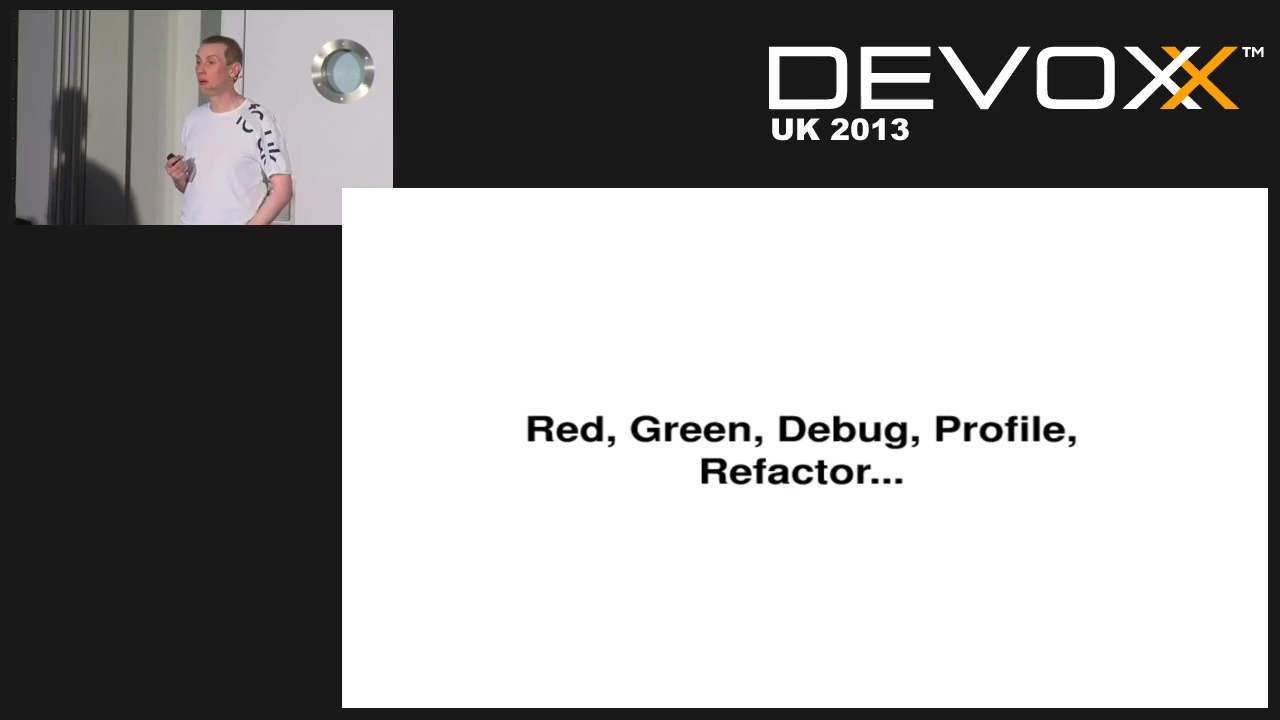 DEVOXX™
UK 2013
Red, Green, Debug, Profile,
Refactor...